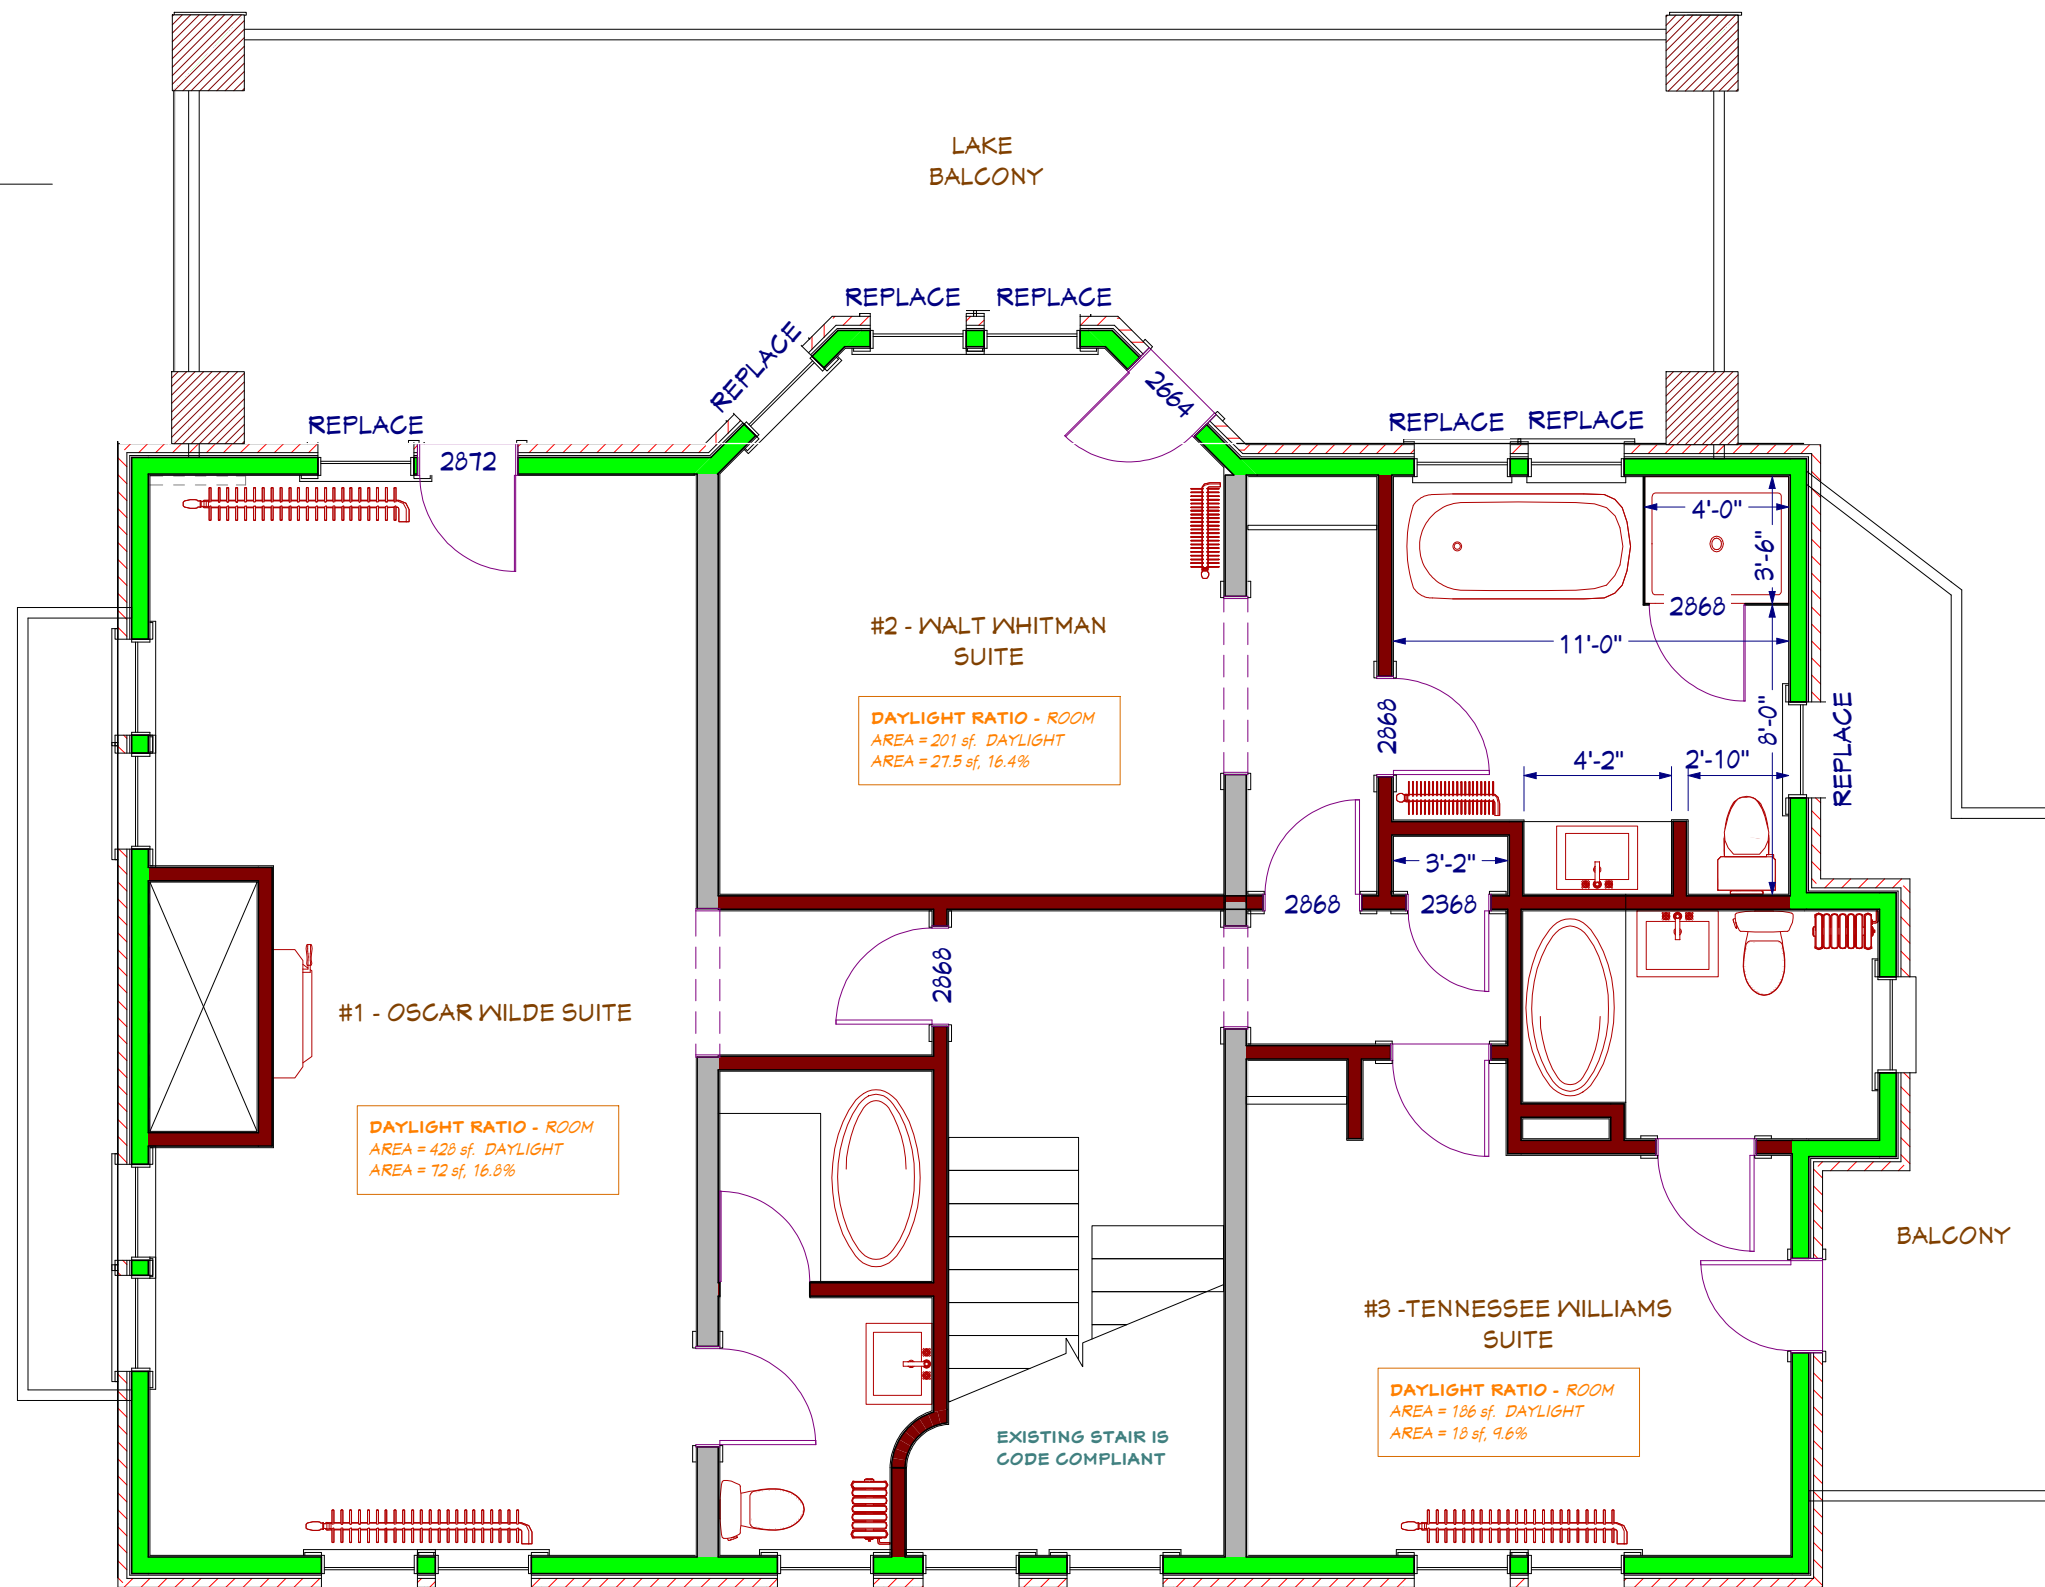 LAKE
BALCONY
REPLACE
REPLACE
REPLACE
2664
REPLACE
2872
REPLACE
REPLACE
4'-0"
3'-6"
2868
11'-0"
#2 - WALT WHITMAN
SUITE
DAYLIGHT RATIO - ROOM
AREA = 201 sf. DAYLIGHT
AREA = 27.5 sf, 16.4%
2868
8'-0"
REPLACE
4'-2"
2'-10"
3'-2"
2868
2368
2868
#1 - OSCAR WILDE SUITE
DAYLIGHT RATIO - ROOM
AREA = 428 sf. DAYLIGHT
AREA = 72 sf, 16.8%
BALCONY
#3 -TENNESSEE WILLIAMS
SUITE
DAYLIGHT RATIO - ROOM
AREA = 186 sf. DAYLIGHT
AREA = 18 sf, 9.6%
EXISTING STAIR IS
CODE COMPLIANT